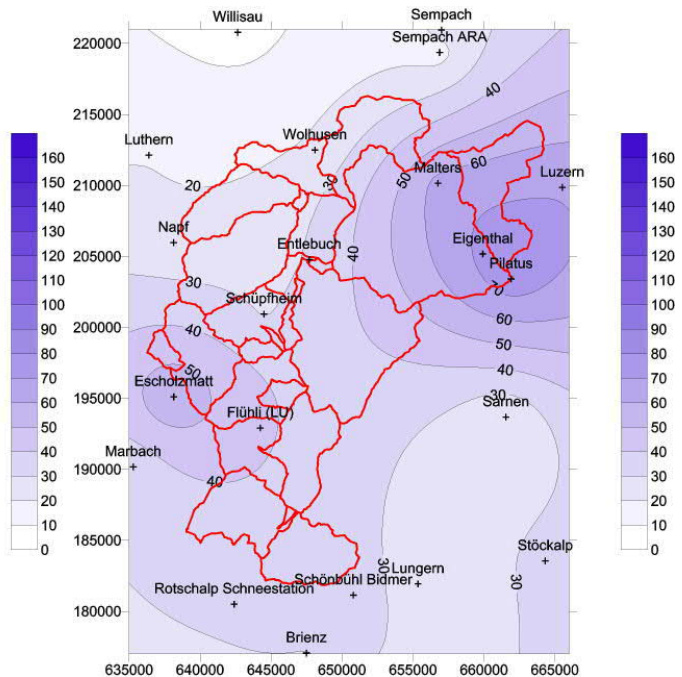 Willisau
Sempach
220000
Sempach ARA
40
215000
Wolhusen
Luthern
160
150
140
130
120
110
100
90
80
70
60
50
40
30
20
10
0
60
50
Malters
Luzern
30
20
210000
Napf
Eigenthal
Entlebuch
205000
40
Pilatus
70
30
Schüpfheim
60
200000
40
50
50
40
Escholzmatt
195000
30
Sarnen
Flühli (LU)
Marbach
190000
40
185000
Stöckalp
30
Lungern
30
Schönbühl Bidmer
Rotschalp Schneestation
180000
Brienz
160
150
140
130
120
110
100
90
80
70
60
50
40
30
20
10
0
635000 640000 645000 650000 655000 660000 665000